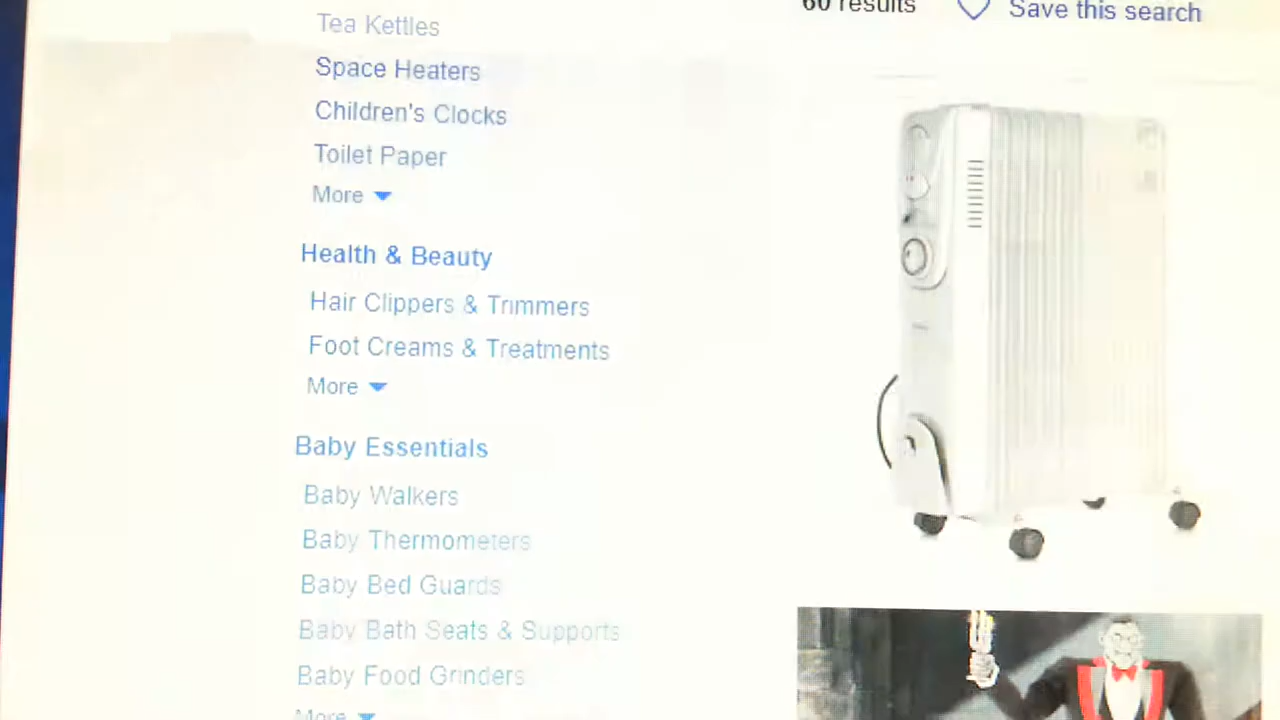 60 results
Save this search
Tea Kettles
Space Heaters
Children's Clocks
Toilet Paper
More
Health & Beauty
Hair Clippers & Trimmers
Foot Creams & Treatments
More
Baby Essentials
Baby Walkers
Baby Thermometers
Baby Bed Guards
Baby Bath Seats & Supports
Baby Food Grinders
More